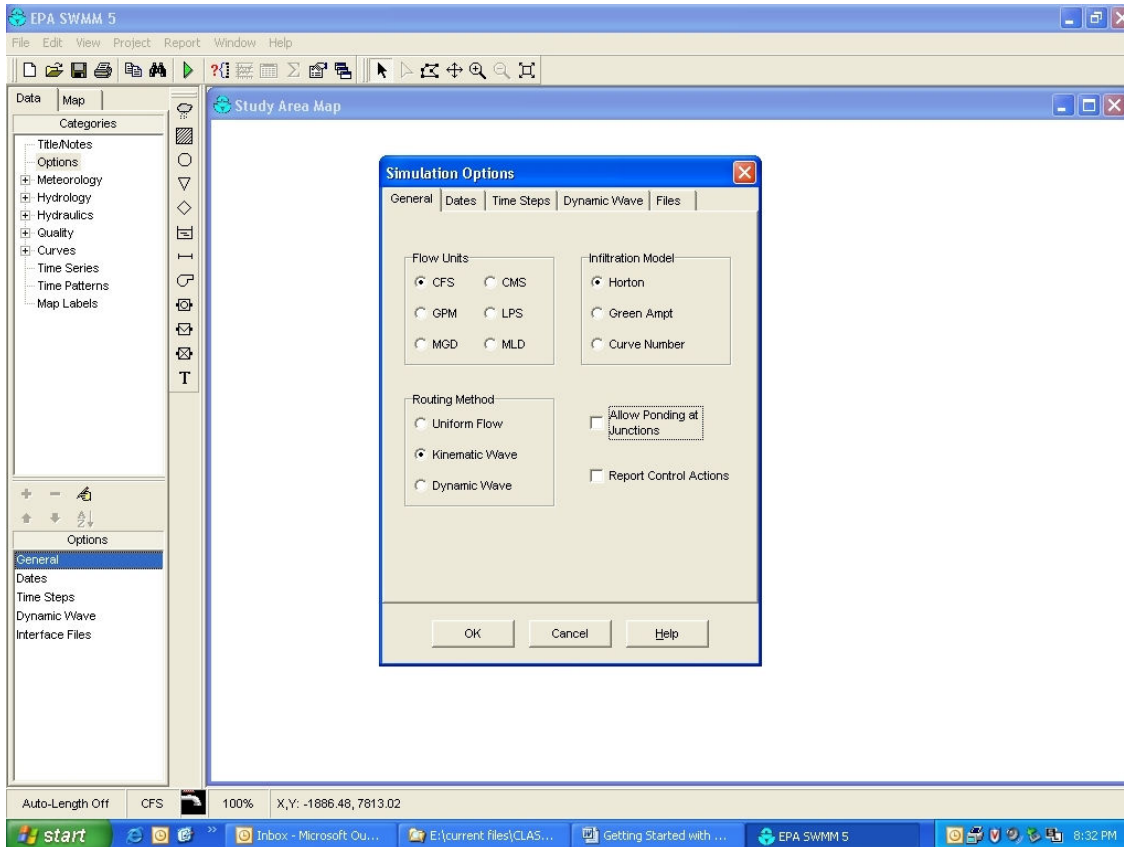 EPA SWMM 5
File Edit View Project Report Window Help
Data Map
Categories
Title/Notes
Options
Meteorology
Hydrology
Hydraulics
Quality
Curves
Time Series
Time Patterns
Map Labels
T
Options
General
Dates
Time Steps
Dynamic Wave
Interface Files
Study Area Map
Simulation Options
General Dates Time Steps Dynamic Wave Files
Flow Units
CFS CMS
GPM LPS
MGD MLD
Infiltration Model
Horton
Green Ampt
Curve Number
Routing Method
Uniform Flow
Kinematic Wave
Dynamic Wave
Allow Ponding at
Junctions
Report Control Actions
OK Cancel Help
Auto-Length Off CFS 100% X,Y: -1886.48, 7813.02
start Inbox - Microsoft Ou... E:\current files\CLAS... Getting Started with ... EPA SWMM 5 8:32 PM